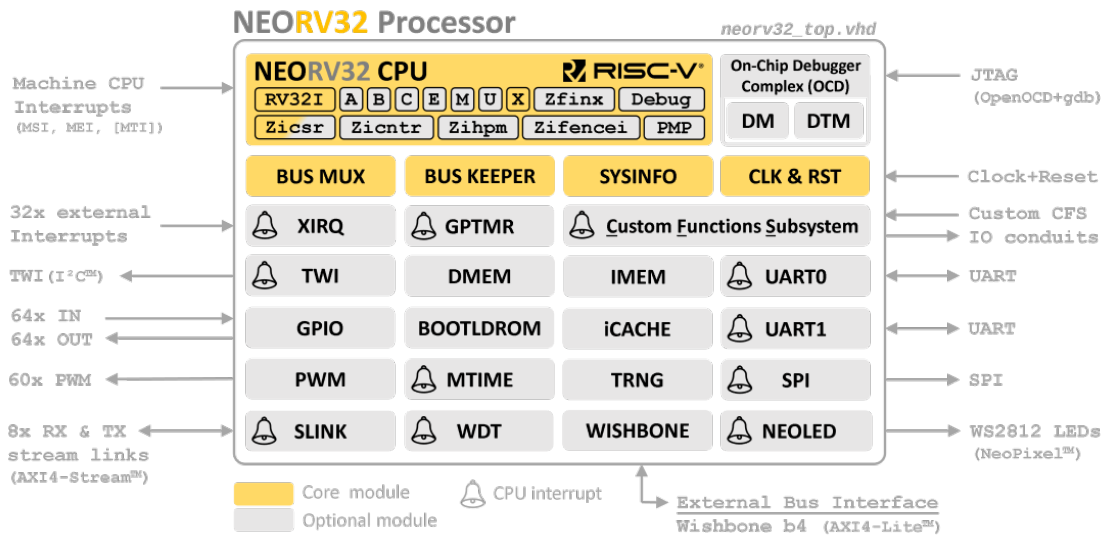 NEORV32 Processor
neorv32_top.vhd
NEORV32 CPU
RISC-V®
RV32I A B C E M U X Zfinx Debug
Zicsr Zicntr Zihpm Zifencei PMP
On-Chip Debugger
Complex (OCD)
DM DTM
Machine CPU
Interrupts
(MSI, MEI, [MTI])
JTAG
(OpenOCD+gdb)
BUS MUX BUS KEEPER SYSINFO CLK & RST
Clock+Reset
32x external
Interrupts
XIRQ GPTMR Custom Functions Subsystem
Custom CFS
IO conduits
TWI (I²C™)
TWI DMEM IMEM UART0
UART
64x IN
64x OUT
GPIO BOOTLDROM iCACHE UART1
UART
60x PWM
PWM MTIME TRNG SPI
SPI
8x RX & TX
stream links
(AXI4-Stream™)
SLINK WDT WISHBONE NEOLED
WS2812 LEDs
(NeoPixel™)
Core module
CPU interrupt
Optional module
External Bus Interface
Wishbone b4 (AXI4-Lite™)